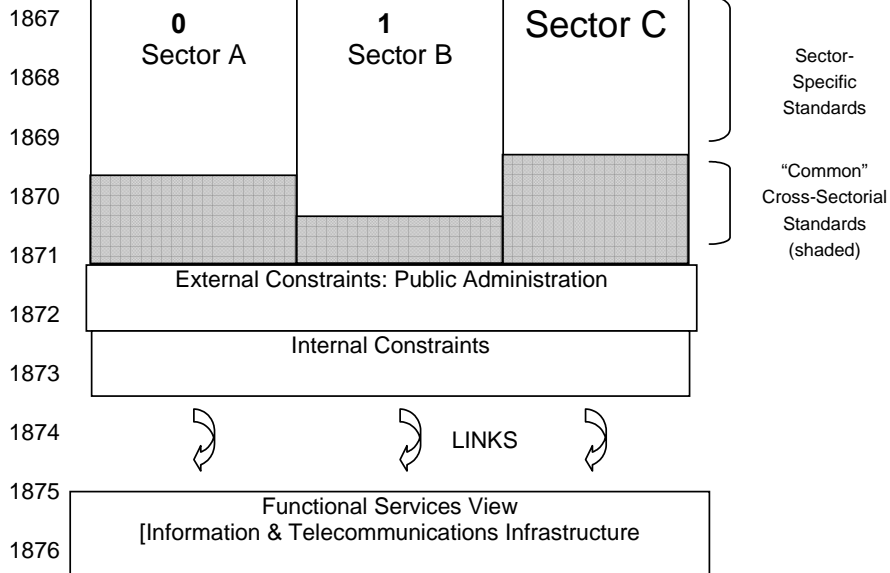 1867
0
1
Sector C
Sector A
Sector B
Sector-
Specific
Standards
1868
1869
“Common”
Cross-Sectorial
Standards
(shaded)
1870
1871
External Constraints: Public Administration
1872
Internal Constraints
1873
1874
LINKS
1875
Functional Services View
[Information & Telecommunications Infrastructure
1876